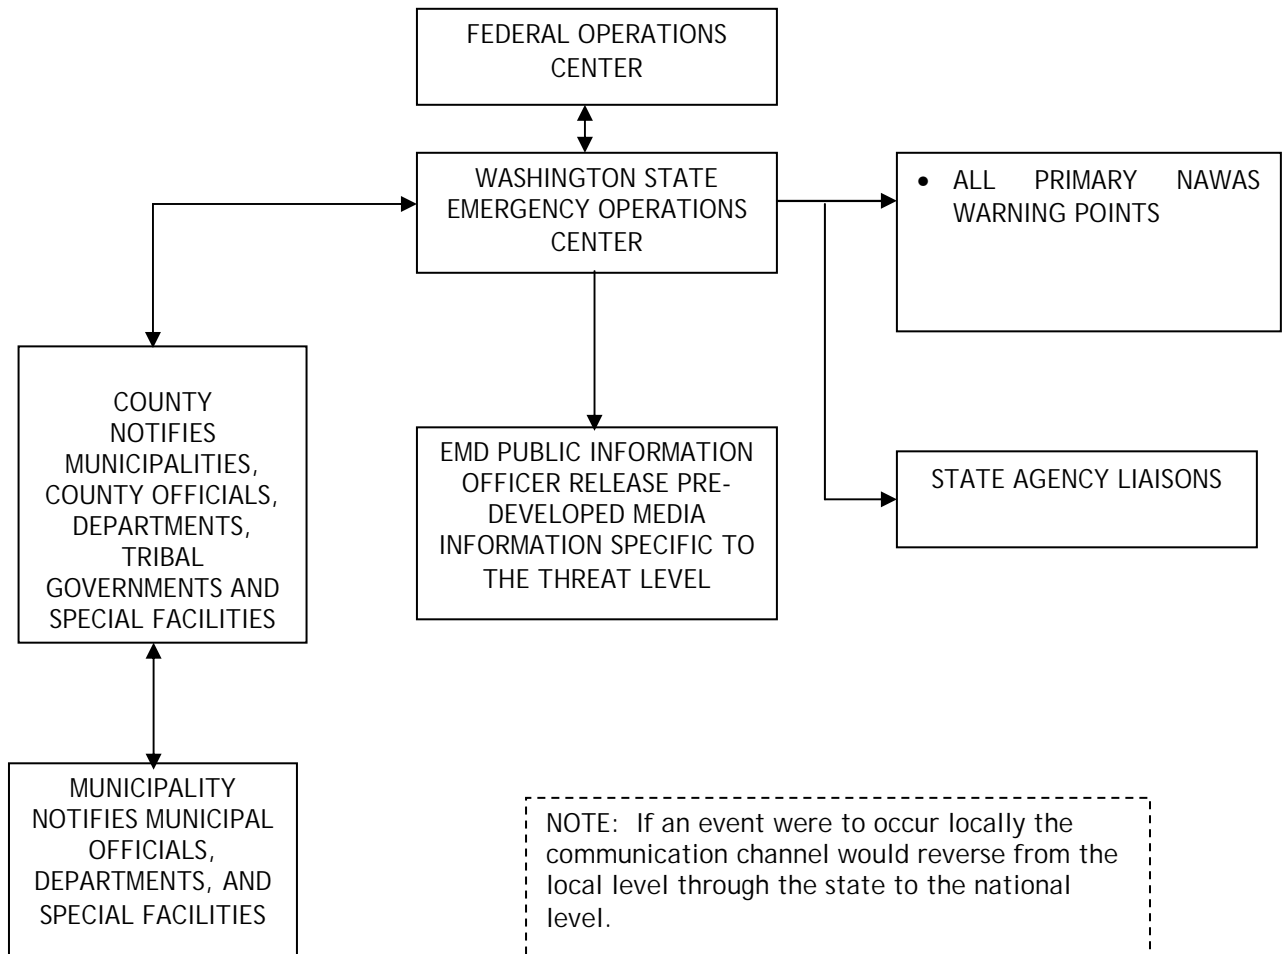 FEDERAL OPERATIONS
CENTER
WASHINGTON STATE
EMERGENCY OPERATIONS
CENTER
• ALL PRIMARY NAWAS
WARNING POINTS
COUNTY
NOTIFIES
MUNICIPALITIES,
COUNTY OFFICIALS,
DEPARTMENTS,
TRIBAL
GOVERNMENTS AND
SPECIAL FACILITIES
EMD PUBLIC INFORMATION
OFFICER RELEASE PRE-
DEVELOPED MEDIA
INFORMATION SPECIFIC TO
THE THREAT LEVEL
STATE AGENCY LIAISONS
MUNICIPALITY
NOTIFIES MUNICIPAL
OFFICIALS,
DEPARTMENTS, AND
SPECIAL FACILITIES
NOTE: If an event were to occur locally the
communication channel would reverse from the
local level through the state to the national
level.